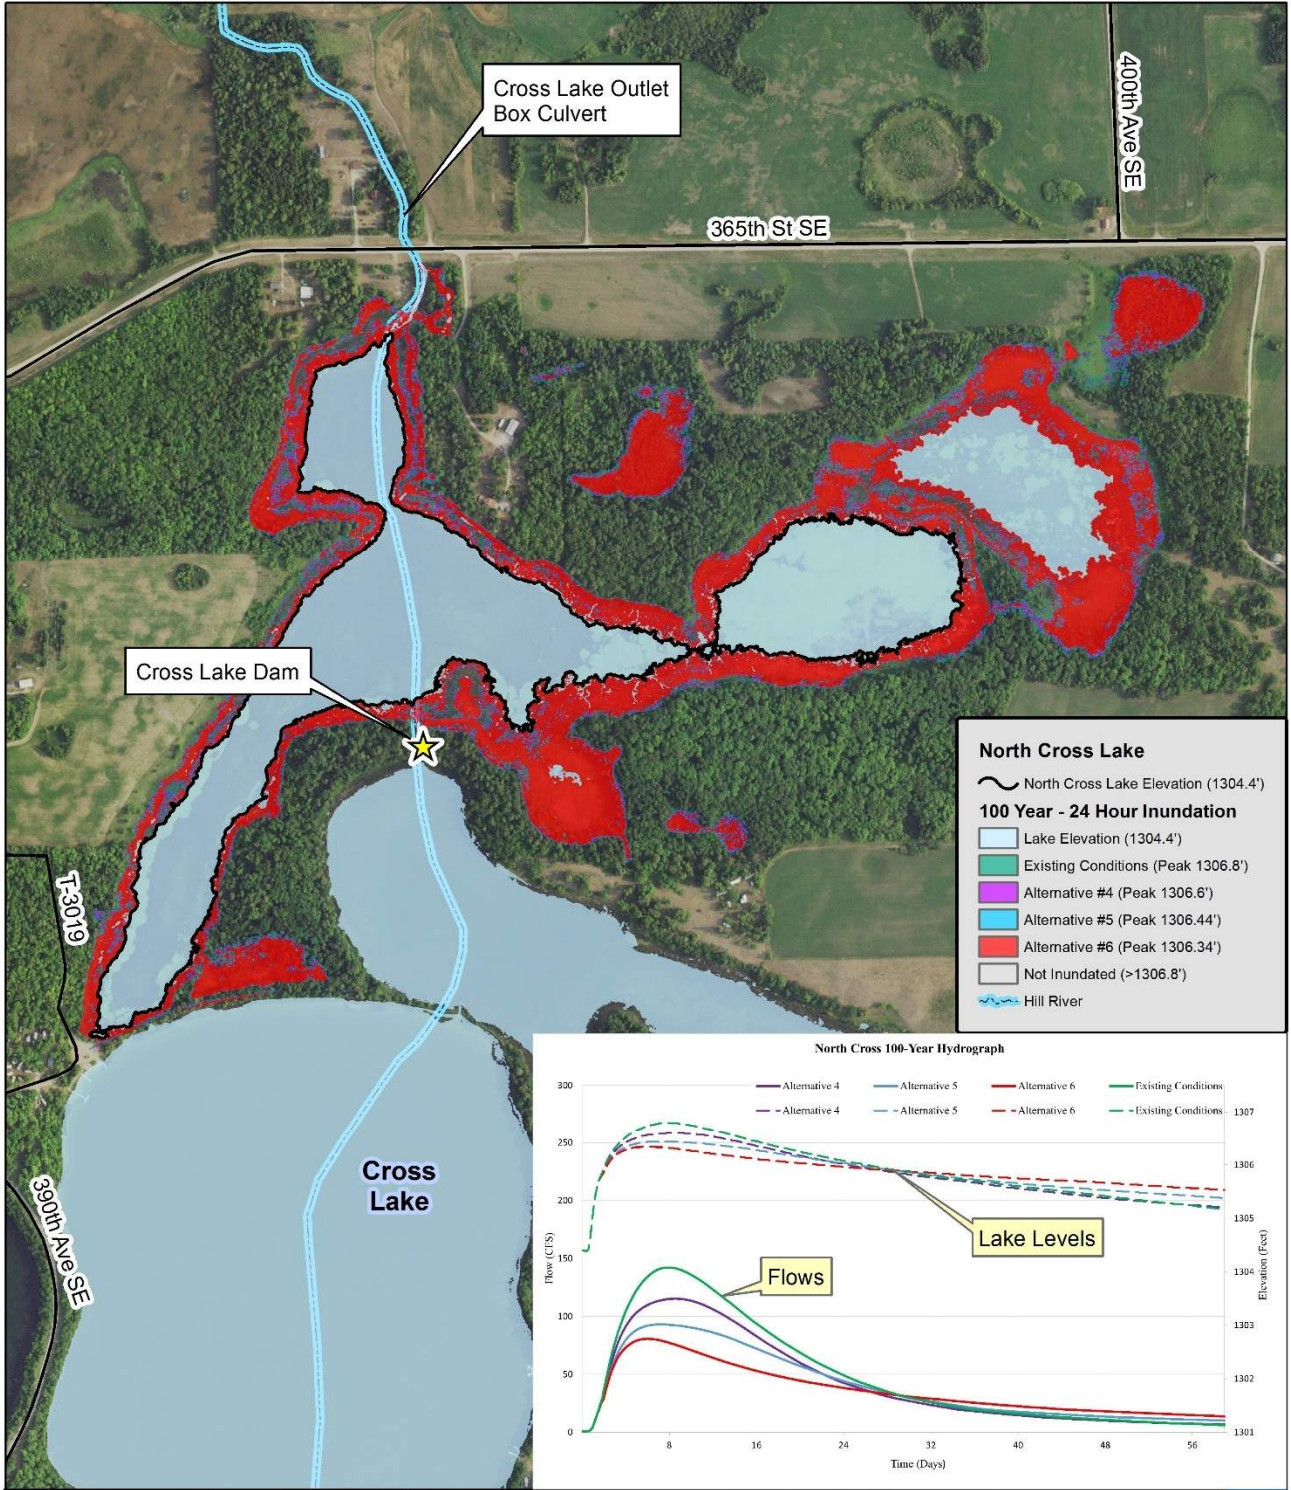 Cross Lake Outlet
Box Culvert
400th Ave SE
365th St SE
Cross Lake Dam
T-3019
390th Ave SE
Cross
Lake
North Cross Lake
North Cross Lake Elevation (1304.4')
100 Year - 24 Hour Inundation
Lake Elevation (1304.4')
Existing Conditions (Peak 1306.8')
Alternative #4 (Peak 1306.6')
Alternative #5 (Peak 1306.44')
Alternative #6 (Peak 1306.34')
Not Inundated (>1306.8')
Hill River
North Cross 100-Year Hydrograph
Alternative 4 Alternative 5 Alternative 6 Existing Conditions
Alternative 4 Alternative 5 Alternative 6 Existing Conditions
300
250
200
150
100
50
0
Flow (CFS)
1307
1306
1305
1304
1303
1302
1301
Elevation (Feet)
Lake Levels
Flows
8 16 24 32 40 48 56
Time (Days)